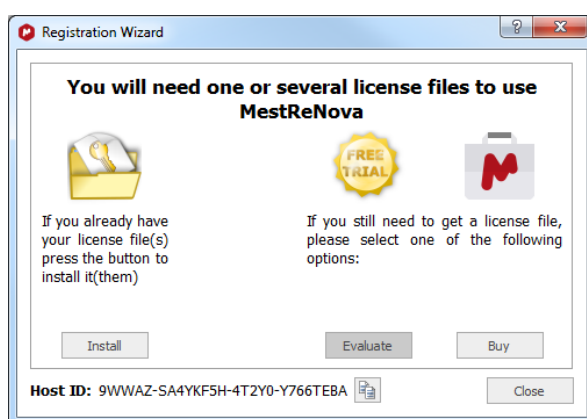 Registration Wizard
You will need one or several license files to use
MestReNova
FREE
TRIAL
If you already have
your license file(s)
press the button to
install it(them)
If you still need to get a license file,
please select one of the following
options:
Install
Evaluate
Buy
Host ID: 9WWAZ-SA4YKF5H-4T2Y0-Y766TEBA
Close